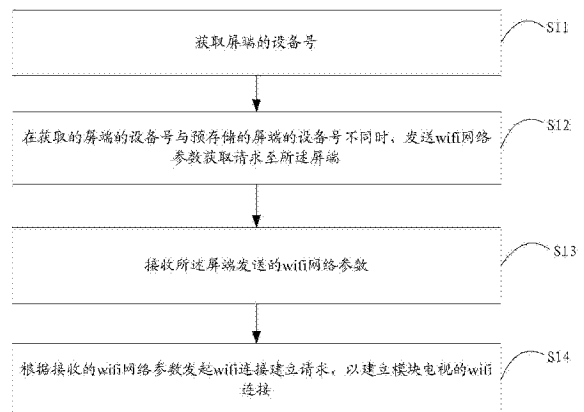 获取屏端的设备号
S11
在获取的屏端的设备号与预存储的屏端的设备号不同时、发送wifi网络
参数获取请求至所述屏端
S12
接收所述屏端发送的wifi网络参数
S13
根据接收的wifi网络参数发起wifi连接建立请求，以建立模块电视的wifi
连接
S14